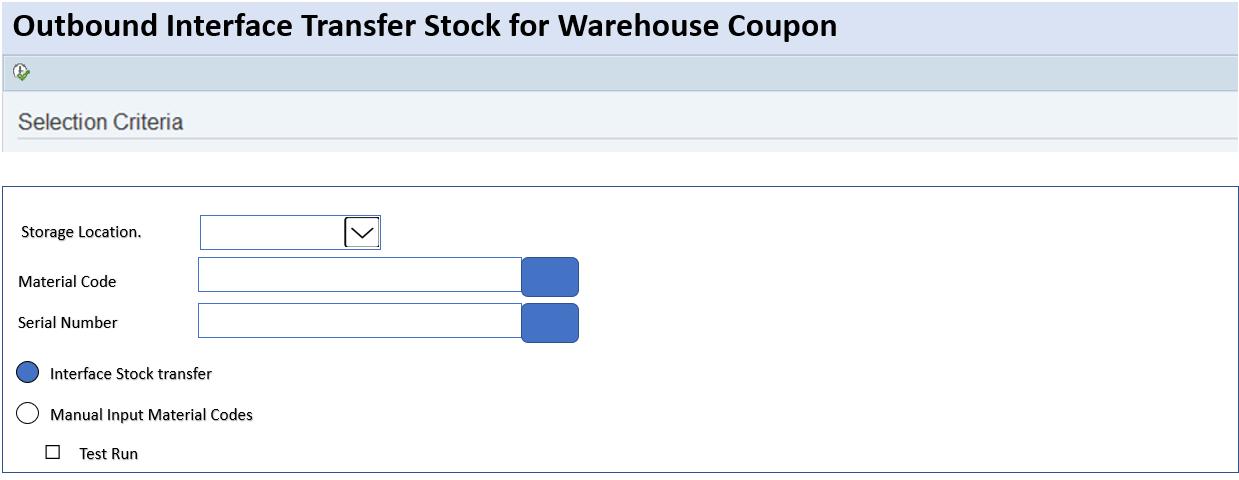 Outbound Interface Transfer Stock for Warehouse Coupon
Selection Criteria
Storage Location.
Material Code
Serial Number
Interface Stock transfer
Manual Input Material Codes
Test Run